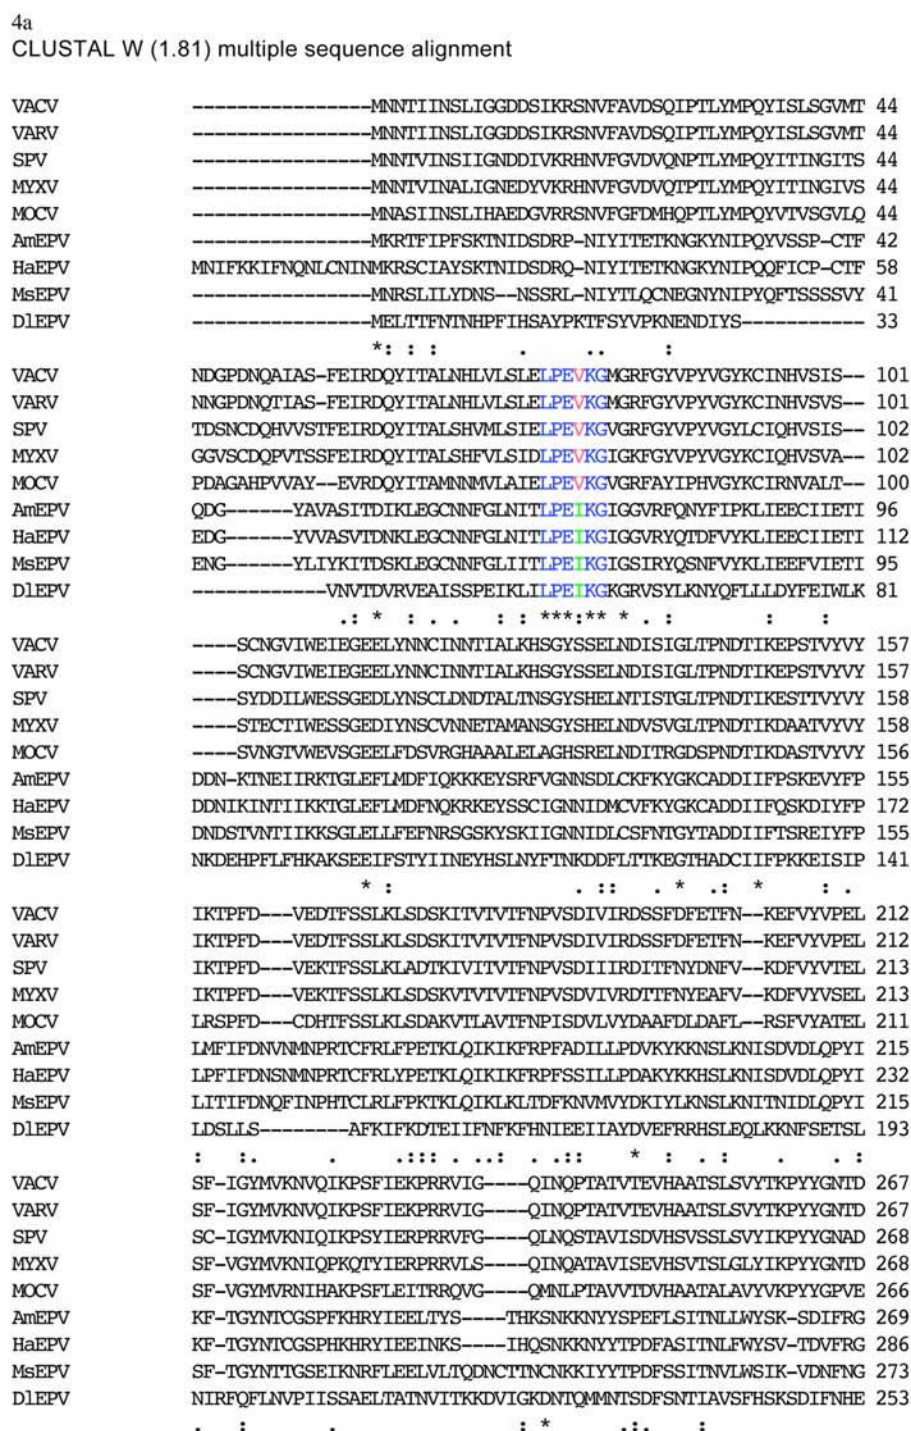 4a
CLUSTAL W (1.81) multiple sequence alignment
VACV ----------------MNNTIINSLIGGDDSIKRSNVFAVDSQIPTLYMPQYISLSGVMT 44
VARV ----------------MNNTIINSLIGGDDSIKRSNVFAVDSQIPTLYMPQYISLSGVMT 44
SPV ----------------MNNTVINSIIGNDDIVKRHNVFGVDVQNPTLYMPQYITINGITS 44
MYXV ----------------MNNTVINALIGNEDYVKRHNVFGVDVQTPTLYMPQYITINGIVS 44
MOCV ----------------MNASIINSLIHAEDGVRRSNVFGFDMHQPTLYMPQYVTVSGVLQ 44
AmEPV ----------------MKRTFIPFSKTNIDSDRP-NIYITETKNGKYNIPQYVSSP-CTF 42
HaEPV MNIFKKIFNQNLCNINMKRSCIAYSKTNIDSDRQ-NIYITETKNGKYNIPQQFICP-CTF 58
MsEPV ----------------MNRSLILYDNS--NSSRL-NIYTLQCNEGNYNIPYQFTSSSSVY 41
DlEPV ----------------MELTTFNTNHPFIHSAYPKTFSYVPKNENDIYS----------- 33
*: : : . .. :
VACV NDGPDNQAIAS-FEIRDQYITALNHLVLSLELPEVKGMGRFGYVPYVGYKCINHVSIS-- 101
VARV NNGPDNQTIAS-FEIRDQYITALNHLVLSLELPEVKGMGRFGYVPYVGYKCINHVSVS-- 101
SPV TDSNCDQHVVSTFEIRDQYITALSHVMLSIELPEVKGVGRFGYVPYVGYLCIQHVSIS-- 102
MYXV GGVSCDQPVTSSFEIRDQYITALSHFVLSIDLPEVKGIGKFGYVPYVGYKCIQHVSVA-- 102
MOCV PDAGAHPVVAY--EVRDQYITAMNNMVLAIELPEVKGVGRFAYIPHVGYKCIRNVALT-- 100
AmEPV QDG------YAVASITDIKLEGCNNFGLNITLPEIKGIGGVRFQNYFIPKLIEECIIETI 96
HaEPV EDG------YVVASVTDNKLEGCNNFGLNITLPEIKGIGGVRYQTDFVYKLIEECIIETI 112
MsEPV ENG------YLIYKITDSKLEGCNNFGLIITLPEIKGIGSIRYQSNFVYKLIEEFVIETI 95
DlEPV ------------VNVTDVRVEAISSPEIKLILPEIKGKGRVSYLKNYQFLLLDYFEIWLK 81
.: * . : : ***:** * : :
VACV ----SCNGVIWEIEGEELYNNCINNTIALKHSGYSSELNDISIGLTPNDTIKEPSTVYVY 157
VARV ----SCNGVIWEIEGEELYNNCINNTIALKHSGYSSELNDISIGLTPNDTIKEPSTVYVY 157
SPV ----SYDDILWESSGEDLYNSCLDNDTALTNSGYSHELNTISTGLTPNDTIKESTTVYVY 158
MYXV ----STECTIWESSGEDIYNSCVNNETAMANSGYSHELNDVSVGLTPNDTIKDAATVYVY 158
MOCV ----SVNGTVWEVSGEELFDSVRGHAAALELAGHSRELNDITRGDSPNDTIKDASTVYVY 156
AmEPV DDN-KTNEIIRKTGLEFLMDFIQKKKEYSRFVGNNSDLCKFKYGKCADDIIFPSKEVYFP 155
HaEPV DDNIKINTIIKKTGLEFLMDFNQKRKEYSSCIGNNIDMCVFKYGKCADDIIFQSKDIYFP 172
MsEPV DNDSTVNTIIKKSGLELLFEFNRSGSKYSKIIGNNIDLCSFNTGYTADDIIFTSREIYFP 155
DlEPV NKDEHPFLFHKAKSEEIFSTYIINEYHSLNYFTNKDDFLTTKEGTHADCIIFPKKEISIP 141
* : . :: . * .: * : .
VACV IKTPFD---VEDTFSSLKLSDSKITVTVTFNPVSDIVIRDSSFDFETFN--KEFVYVPEL 212
VARV IKTPFD---VEDTFSSLKLSDSKITVTVTFNPVSDIVIRDSSFDFETFN--KEFVYVPEL 212
SPV IKTPFD---VEKTFSSLKLADTKIVITVTFNPVSDIIIRDITFNYDNFV--KDFVYVTEL 213
MYXV IKTPFD---VEKTFSSLKLSDSKVTVTVTFNPVSDVIVRDTTFNYEAFV--KDFVYVSEL 213
MOCV LRSPFD---CDHTFSSLKLSDAKVTLAVTFNPISDVLVYDAAFDLDAFL--RSFVYATEL 211
AmEPV LMFIFDNVNMNPRTCFRLFPETKLQIKIKFRPFADILLPDVKYKKNSLKNISDVDLQPYI 215
HaEPV LPFIFDNSNMNPRTCFRLYPETKLQIKIKFRPFSSILLPDAKYKKHSLKNISDVDLQPYI 232
MsEPV LITIFDNQFINPHTCLRLFPKTKLQIKLKLTDFKNVMVYDKIYLKNSLKNITNIDLQPYI 215
DlEPV LDSLLS--------AFKIFKDTEIIFNFKFHNIEEIIAYDVEFRRHSLEQLKKNFSETSL 193
: :. . .::: . ..: . .:: * : . : . :
VACV SF-IGYMVKNVQIKPSFIEKPRRVIG----QINQPTATVTEVHAATSLSVYTKPYYGNTD 267
VARV SF-IGYMVKNVQIKPSFIEKPRRVIG----QINQPTATVTEVHAATSLSVYTKPYYGNTD 267
SPV SC-IGYMVKNIQIKPSYIERPRRVFG----QLNQSTAVISDVHSVSSLSVYIKPYYGNAD 268
MYXV SF-VGYMVKNIQPKQTYIERPRRVLS----QINQATAVISEVHSVTSLGLYIKPYYGNTD 268
MOCV SF-VGYMVRNIHAKPSFLEITRRQVG----QMNLPTAVVTDVHAATALAVYVKPYYGPVE 266
AmEPV KF-TGYNTCGSPFKHRYIEELTYS----THKSNKKNYYSPEFLSITNLLWYSK-SDIFRG 269
HaEPV KF-TGYNTCGSPHKHRYIEEINKS----IHQSNKKNYYTPDFASITNLFWYSV-TDVFRG 286
MsEPV SF-TGYNTTGSEIKNRFLEELVLTQDNCTTNCNKKIYYTPDFSSITNVLWSIK-VDNFNG 273
DlEPV NIRFQFLNVPIISSAELTATNVITKKDVIGKDNTQMMNTSDFSNTIAVSFHSKSDIFNHE 253
. : . : * .:. :